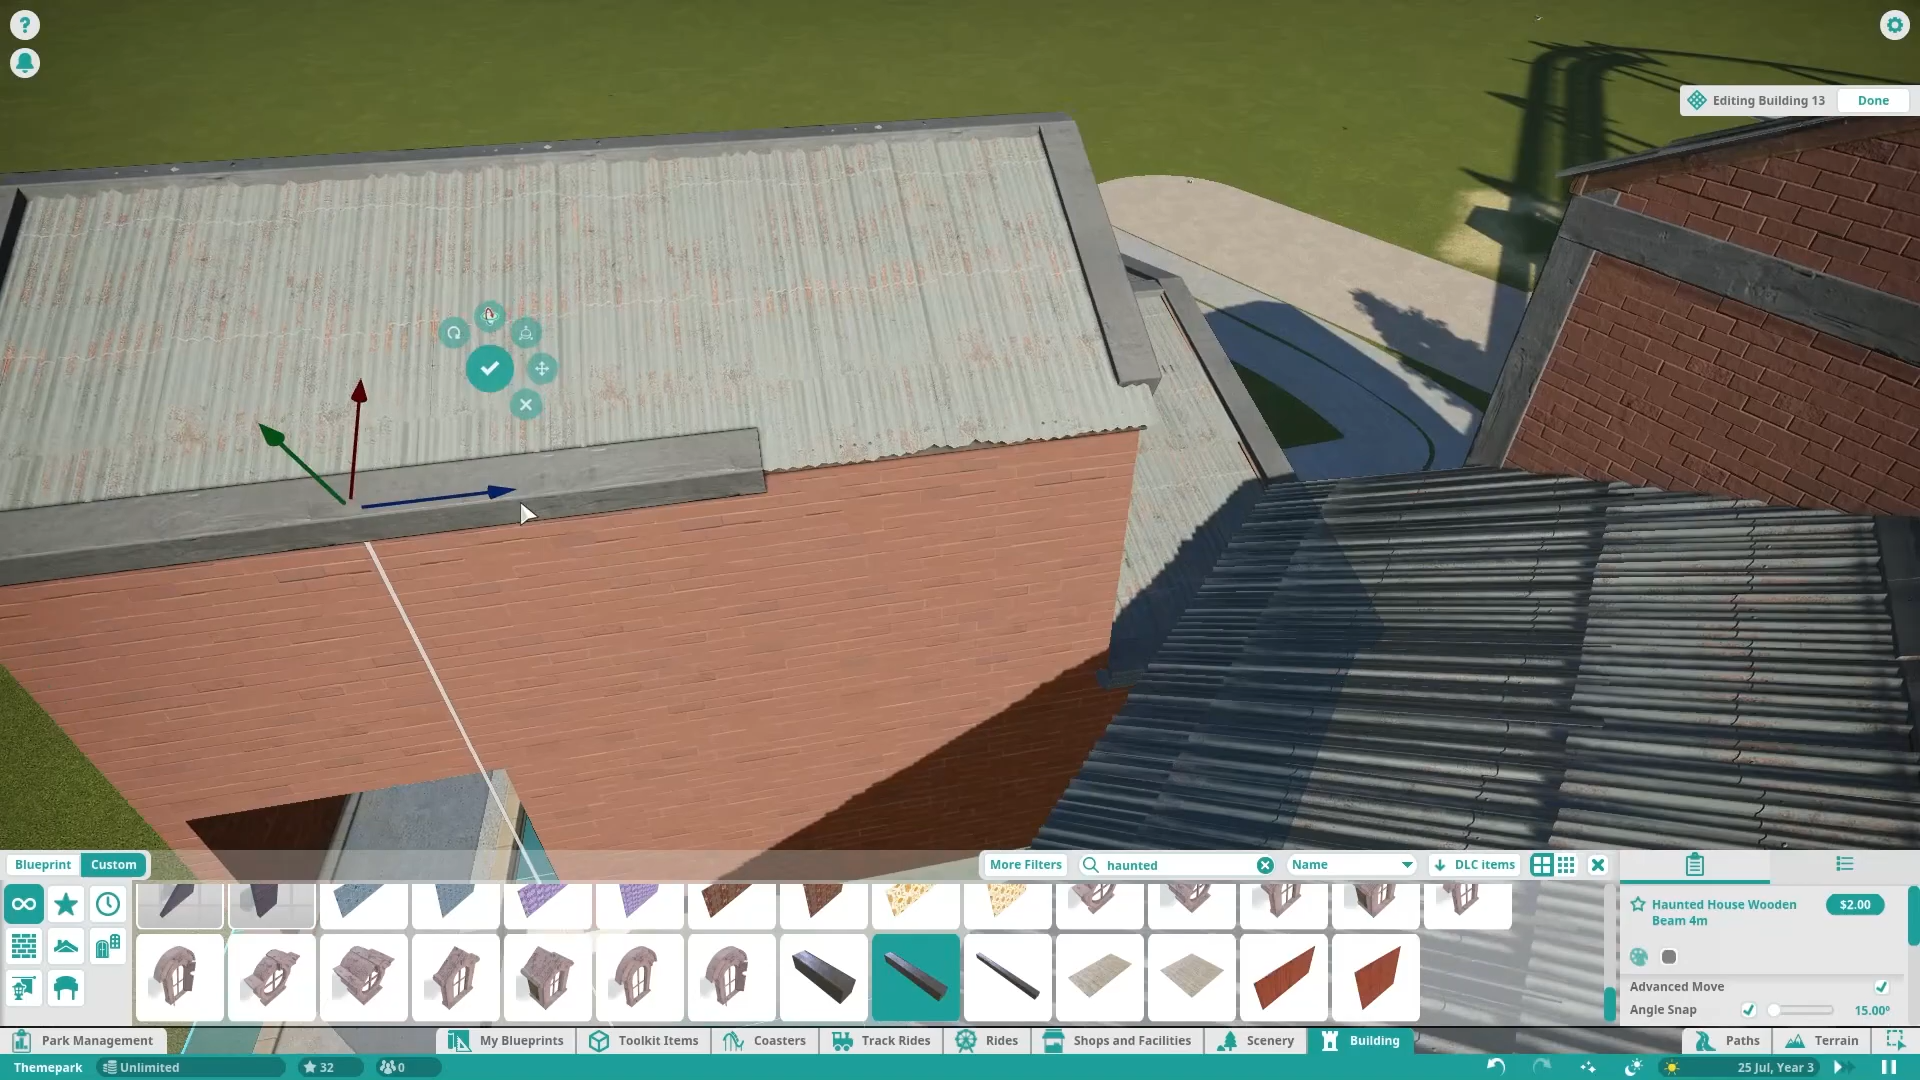 ?
Editing Building 13
Done
Blueprint
Custom
More Filters
haunted
Name
DLC items
Haunted House Wooden
Beam 4m
$2.00
Advanced Move
Angle Snap
15.00°
Park Management
My Blueprints
Toolkit Items
Coasters
Track Rides
Rides
Shops and Facilities
Scenery
Building
Paths
Terrain
Themepark
Unlimited
32
0
25 Jul, Year 3